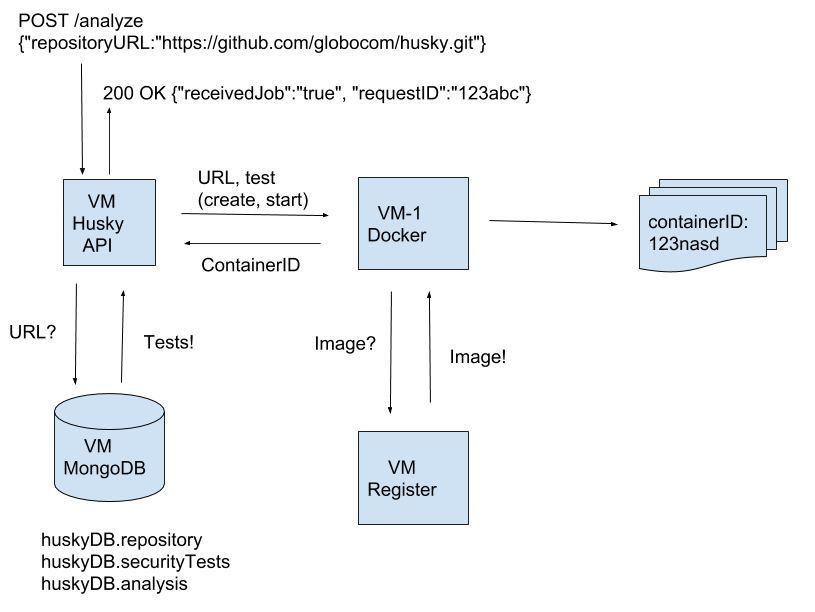 POST /analyze
{"repositoryURL:"https://github.com/globocom/husky.git"}
200 OK {"receivedJob":"true", "requestID":"123abc"}
VM
Husky
API
URL, test
(create, start)
ContainerID
VM-1
Docker
containerID:
123nasd
URL?
Tests!
Image?
Image!
VM
MongoDB
VM
Register
huskyDB.repository
huskyDB.securityTests
huskyDB.analysis